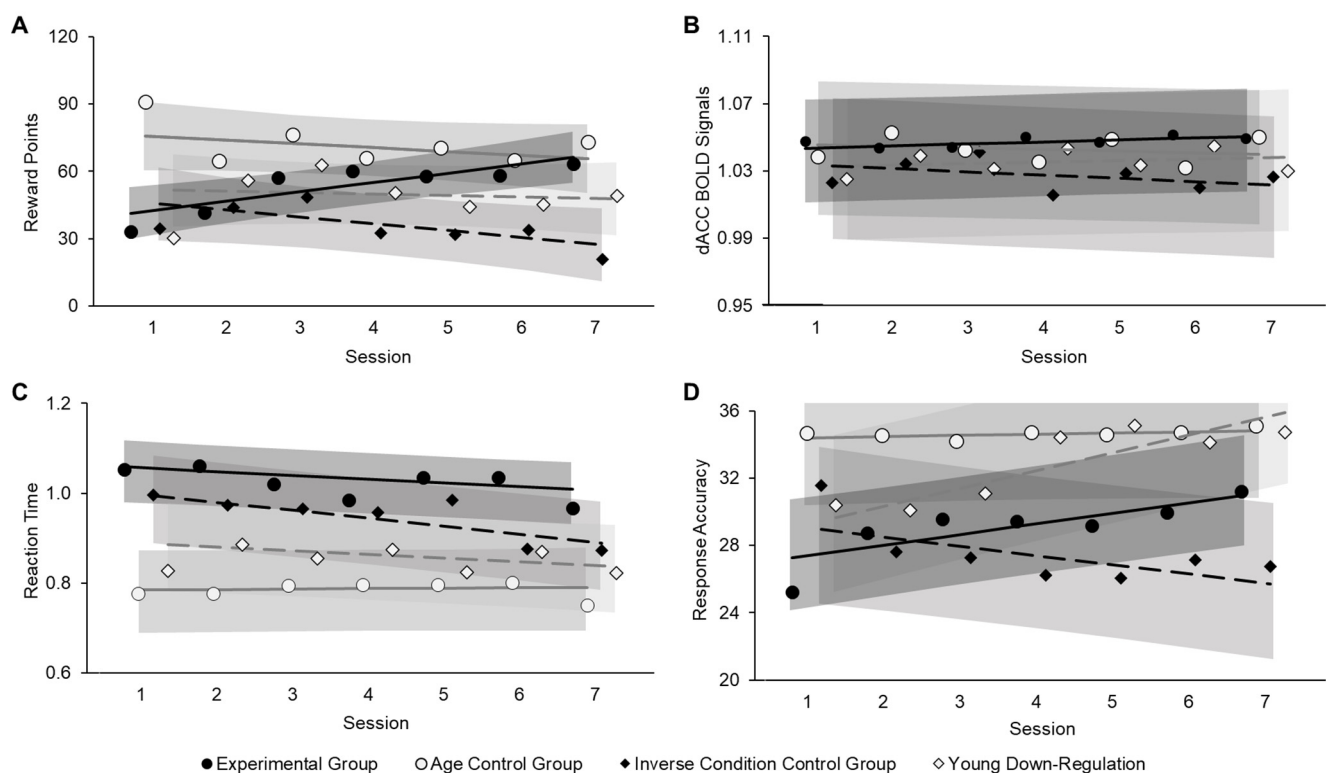 A
120
90
60
30
0
Reward Points
1 2 3 4 5 6 7
Session
B
1.07
1.03
0.99
0.95
dACC BOLD Signals
1 2 3 4 5 6 7
Session
C
1.2
1.0
0.8
0.6
Reaction Time
1 2 3 4 5 6 7
Session
D
36
32
28
24
20
Response Accuracy
1 2 3 4 5 6 7
Session
Experimental Group Age Control Group Inverse Condition Control Group Young Down-Regulation